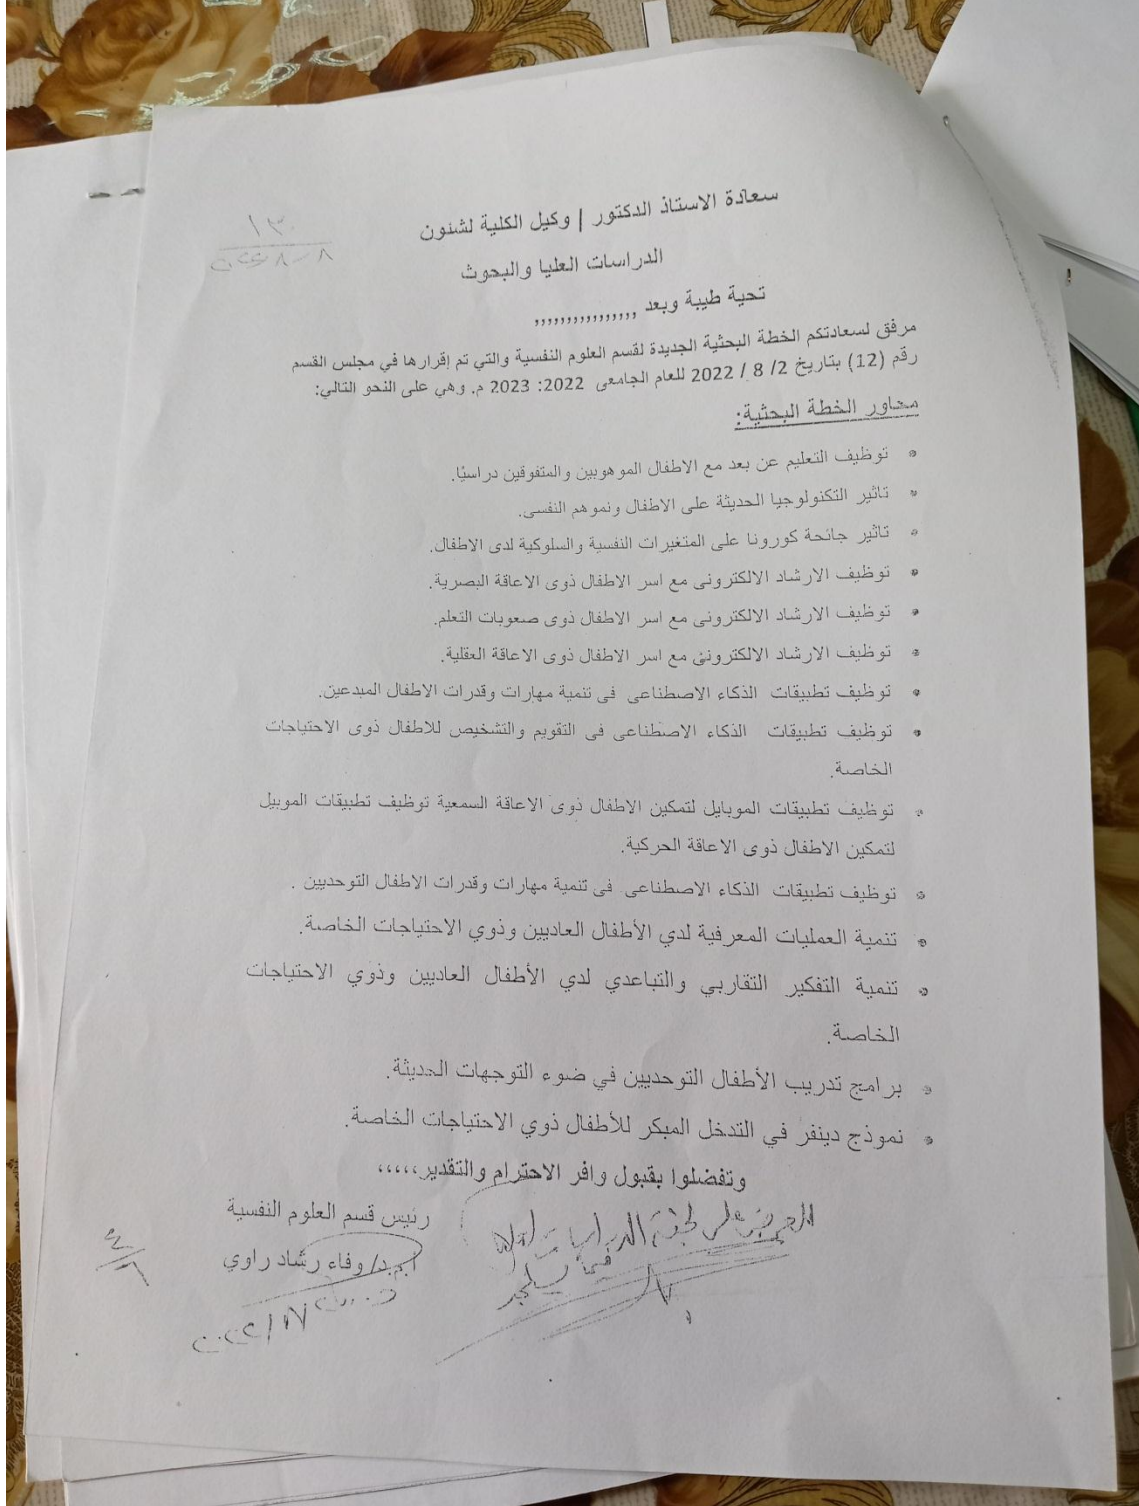 ١٣٠
٨-٨-٢٠٢٢
سعادة الاستاذ الدكتور / وكيل الكلية لشئون
الدراسات العليا والبحوث
تحية طيبة وبعد ,,,,,,,,,,,,,,,,
مرفق لسعادتكم الخطة البحثية الجديدة لقسم العلوم النفسية والتي تم إقرارها في مجلس القسم
رقم (12) بتاريخ 2/ 8 / 2022 للعام الجامعى 2022: 2023 م. وهي على النحو التالي:
محاور الخطة البحثية:
• توظيف التعليم عن بعد مع الاطفال الموهوبين والمتفوقين دراسيًا.
• تاثير التكنولوجيا الحديثة على الاطفال ونموهم النفسى.
• تاثير جائحة كورونا على المتغيرات النفسية والسلوكية لدى الاطفال.
• توظيف الارشاد الالكترونى مع اسر الاطفال ذوى الاعاقة البصرية.
• توظيف الارشاد الالكترونى مع اسر الاطفال ذوى صعوبات التعلم.
• توظيف الارشاد الالكترونى مع اسر الاطفال ذوى الاعاقة العقلية.
• توظيف تطبيقات الذكاء الاصطناعى فى تنمية مهارات وقدرات الاطفال المبدعين.
• توظيف تطبيقات الذكاء الاصطناعى فى التقويم والتشخيص للاطفال ذوى الاحتياجات
الخاصة.
• توظيف تطبيقات الموبايل لتمكين الاطفال ذوى الاعاقة السمعية توظيف تطبيقات الموبيل
لتمكين الاطفال ذوى الاعاقة الحركية.
• توظيف تطبيقات الذكاء الاصطناعى فى تنمية مهارات وقدرات الاطفال التوحديين .
• تنمية العمليات المعرفية لدي الأطفال العاديين وذوي الاحتياجات الخاصة.
• تنمية التفكير التقاربي والتباعدي لدي الأطفال العاديين وذوي الاحتياجات
الخاصة.
• برامج تدريب الأطفال التوحديين في ضوء التوجهات الحديثة.
• نموذج دينفر في التدخل المبكر للأطفال ذوي الاحتياجات الخاصة.
وتفضلوا بقبول وافر الاحترام والتقدير،،،،،
رئيس قسم العلوم النفسية
أ.م.د/ وفاء رشاد راوي
للعرض على لجنة الدراسات العليا